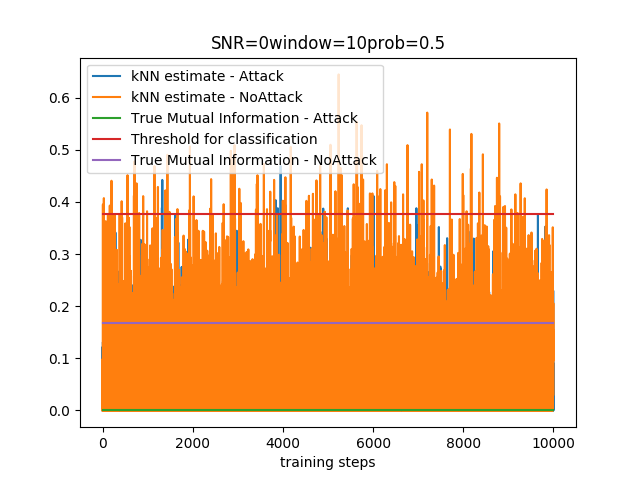 SNR=0window=10prob=0.5
kNN estimate - Attack
kNN estimate - NoAttack
True Mutual Information - Attack
Threshold for classification
True Mutual Information - NoAttack
0.6
0.5
0.4
0.3
0.2
0.1
0.0
0 2000 4000 6000 8000 10000
training steps